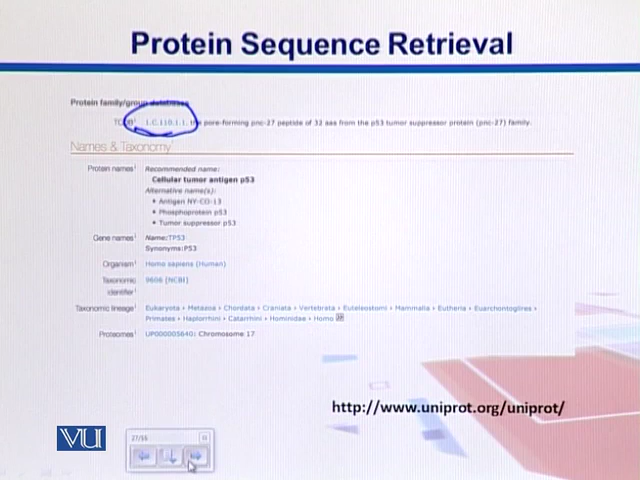 Protein Sequence Retrieval
Protein family/group databases
1.C.110.1.1. the pore-forming pnc-27 peptide of 32 aas from the p53 tumor suppressor protein (pnc-27) family.
Names & Taxonomy
Protein names Recommended name:
Cellular tumor antigen p53
Alternative name(s):
• Antigen NY-CO-13
• Phosphoprotein p53
• Tumor suppressor p53
Gene names Name:TP53
Synonyms:P53
Organism Homo sapiens (Human)
Taxonomic identifier 9606 [NCBI]
Taxonomic lineage Eukaryota › Metazoa › Chordata › Craniata › Vertebrata › Euteleostomi › Mammalia › Eutheria › Euarchontoglires ›
Primates › Haplorrhini › Catarrhini › Hominidae › Homo
Proteomes UP000005640: Chromosome 17
http://www.uniprot.org/uniprot/
VU